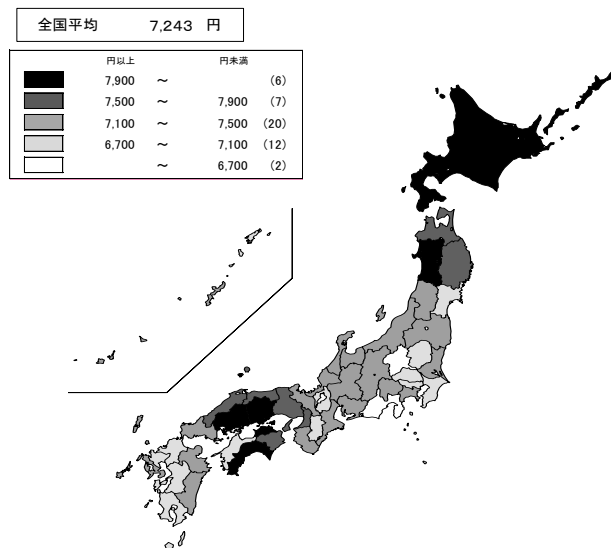 全国平均 7,243 円
円以上 円未満
7,900 ～ (6)
7,500 ～ 7,900 (7)
7,100 ～ 7,500 (20)
6,700 ～ 7,100 (12)
～ 6,700 (2)